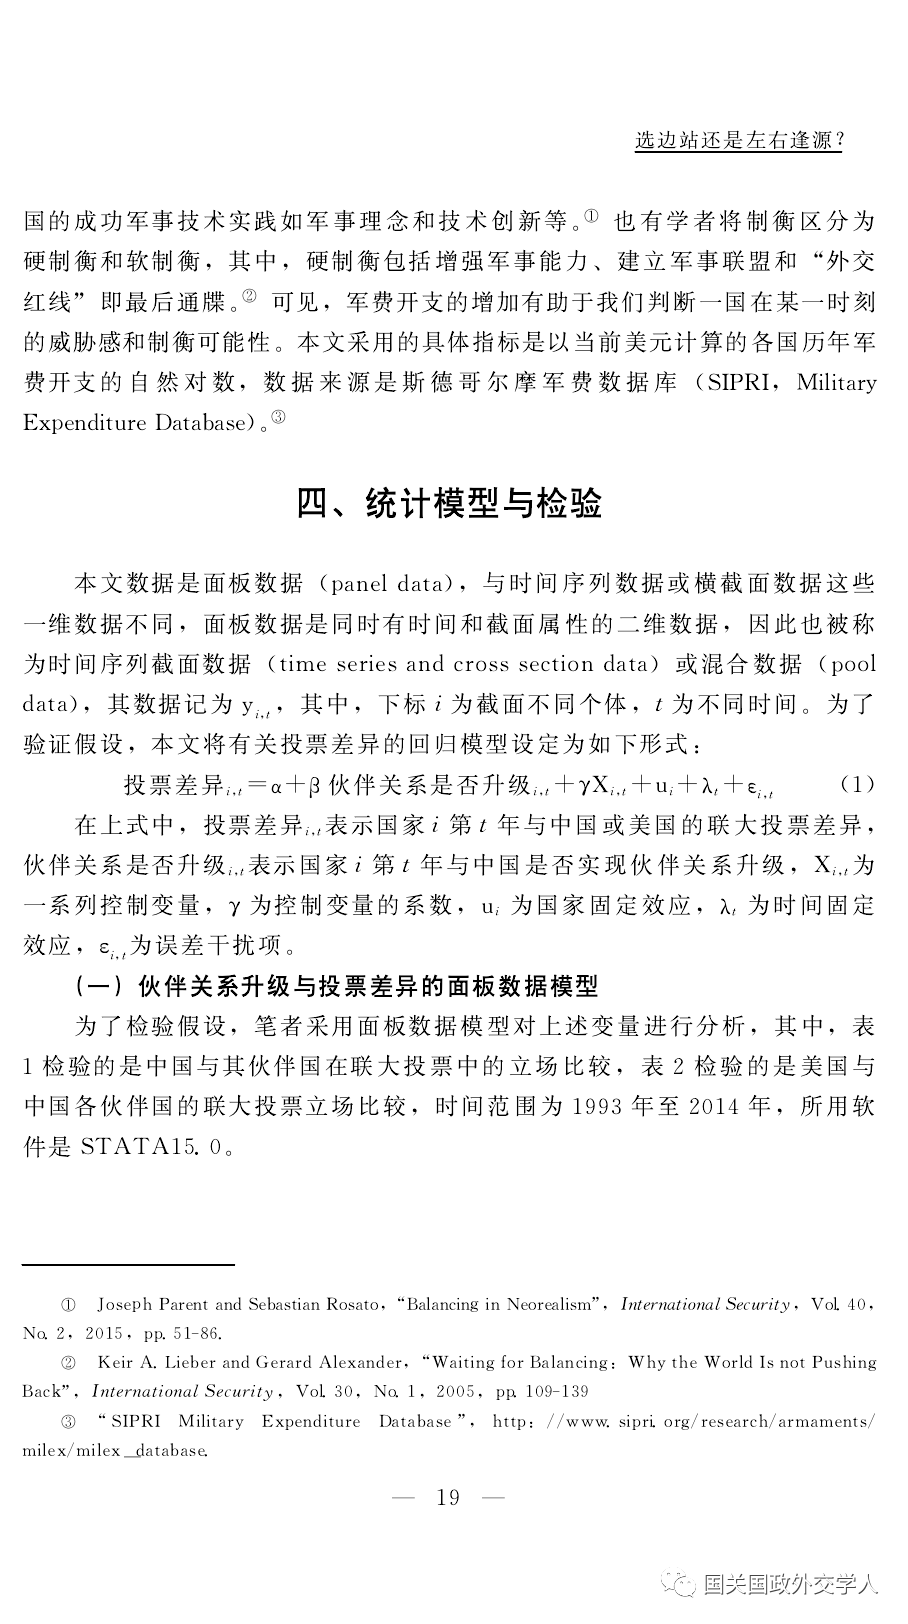 选边站还是左右逢源？
国的成功军事技术实践如军事理念和技术创新等。① 也有学者将制衡区分为
硬制衡和软制衡，其中，硬制衡包括增强军事能力、建立军事联盟和“外交
红线”即最后通牒。② 可见，军费开支的增加有助于我们判断一国在某一时刻
的威胁感和制衡可能性。本文采用的具体指标是以当前美元计算的各国历年军
费开支的自然对数，数据来源是斯德哥尔摩军费数据库（SIPRI，Military
Expenditure Database）。③
四、统计模型与检验
本文数据是面板数据（panel data），与时间序列数据或横截面数据这些
一维数据不同，面板数据是同时有时间和截面属性的二维数据，因此也被称
为时间序列截面数据（time series and cross section data）或混合数据（pool
data），其数据记为 yi,t，其中，下标 i 为截面不同个体，t 为不同时间。为了
验证假设，本文将有关投票差异的回归模型设定为如下形式：
投票差异i,t＝α＋β 伙伴关系是否升级i,t＋γXi,t＋ui＋λt＋εi,t （1）
在上式中，投票差异i,t表示国家 i 第 t 年与中国或美国的联大投票差异，
伙伴关系是否升级i,t表示国家 i 第 t 年与中国是否实现伙伴关系升级，Xi,t为
一系列控制变量，γ 为控制变量的系数，ui 为国家固定效应，λt 为时间固定
效应，εi,t为误差干扰项。
（一）伙伴关系升级与投票差异的面板数据模型
为了检验假设，笔者采用面板数据模型对上述变量进行分析，其中，表
1 检验的是中国与其伙伴国在联大投票中的立场比较，表 2 检验的是美国与
中国各伙伴国的联大投票立场比较，时间范围为 1993 年至 2014 年，所用软
件是 STATA15.0。
① Joseph Parent and Sebastian Rosato，“Balancing in Neorealism”，International Security，Vol. 40，
No. 2，2015，pp. 51-86.
② Keir A. Lieber and Gerard Alexander，“Waiting for Balancing：Why the World Is not Pushing
Back”，International Security，Vol. 30，No. 1，2005，pp. 109-139
③ “SIPRI Military Expenditure Database”，http：//www.sipri.org/research/armaments/
milex/milex_database.
— 19 —
国关国政外交学人